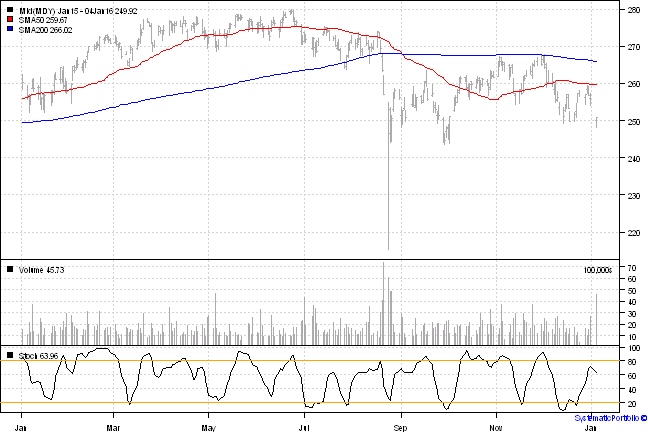 Mid(MDY) Jan15 - 04Jan16 249.92
SMA50 259.67
SMA200 266.02
280
270
260
250
240
230
220
Volume 45.73
100,000s
70
60
50
40
30
20
10
Stoch 63.96
100
80
60
40
20
Jan Mar May Jul Sep Nov Jan
SystematicPortfolio ©